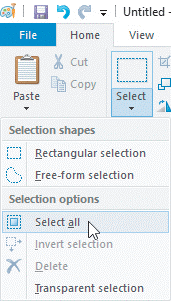 Untitled -
File Home View
Cut
Copy
Paste
Select
Selection shapes
Rectangular selection
Free-form selection
Selection options
Select all
Invert selection
Delete
Transparent selection